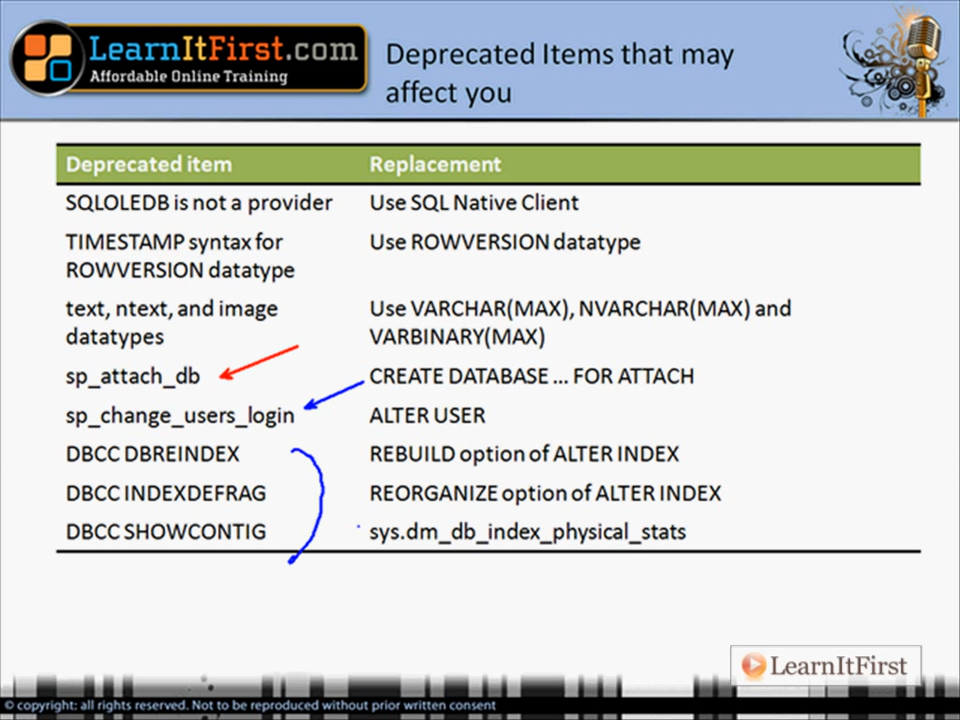 LearnItFirst.com
Affordable Online Training
Deprecated Items that may
affect you
Deprecated item Replacement
SQLOLEDB is not a provider Use SQL Native Client
TIMESTAMP syntax for Use ROWVERSION datatype
ROWVERSION datatype
text, ntext, and image Use VARCHAR(MAX), NVARCHAR(MAX) and
datatypes VARBINARY(MAX)
sp_attach_db CREATE DATABASE ... FOR ATTACH
sp_change_users_login ALTER USER
DBCC DBREINDEX REBUILD option of ALTER INDEX
DBCC INDEXDEFRAG REORGANIZE option of ALTER INDEX
DBCC SHOWCONTIG sys.dm_db_index_physical_stats
LearnItFirst
© copyright: all rights reserved. Not to be reproduced without prior written consent